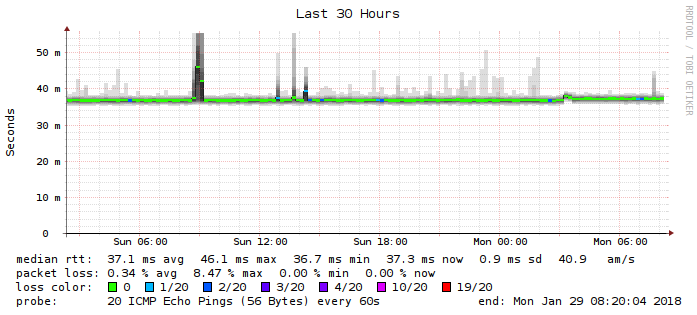 Last 30 Hours
RRDTOOL / TOBI OETIKER
Seconds
50 m
40 m
30 m
20 m
10 m
0
Sun 06:00 Sun 12:00 Sun 18:00 Mon 00:00 Mon 06:00
median rtt: 37.1 ms avg 46.1 ms max 36.7 ms min 37.3 ms now 0.9 ms sd 40.9 am/s
packet loss: 0.34 % avg 8.47 % max 0.00 % min 0.00 % now
loss color: 0 1/20 2/20 3/20 4/20 10/20 19/20
probe: 20 ICMP Echo Pings (56 Bytes) every 60s end: Mon Jan 29 08:20:04 2018